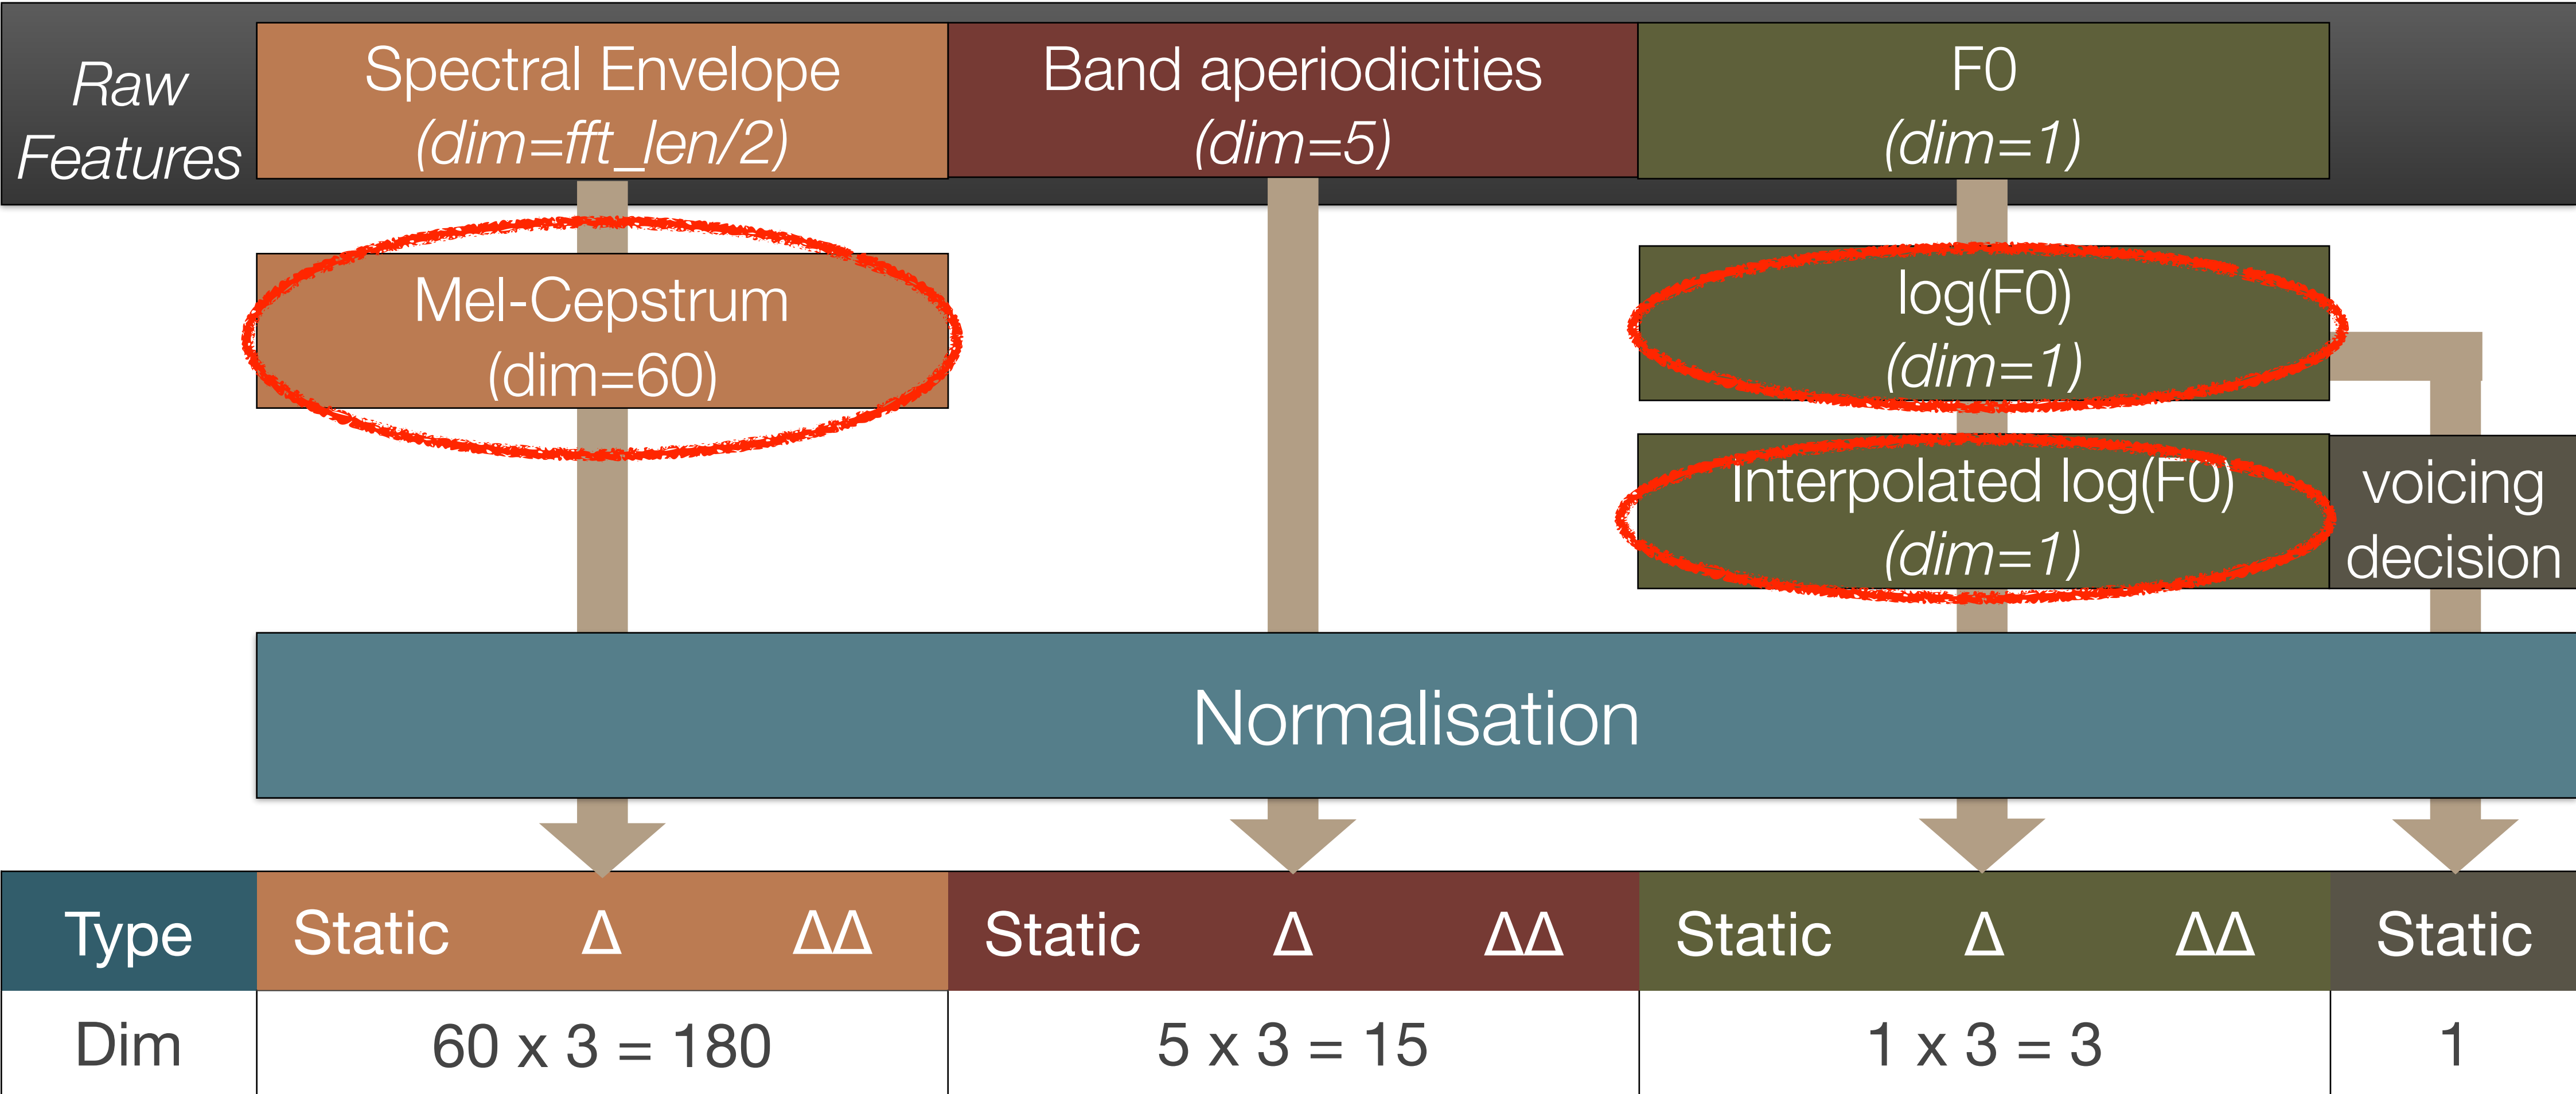 Raw
Features
Spectral Envelope
(dim=fft_len/2)
Band aperiodicities
(dim=5)
F0
(dim=1)
Mel-Cepstrum
(dim=60)
log(F0)
(dim=1)
Interpolated log(F0)
(dim=1)
voicing
decision
Normalisation
Type
Static Δ ΔΔ
Static Δ ΔΔ
Static Δ ΔΔ
Static
Dim
60 x 3 = 180
5 x 3 = 15
1 x 3 = 3
1